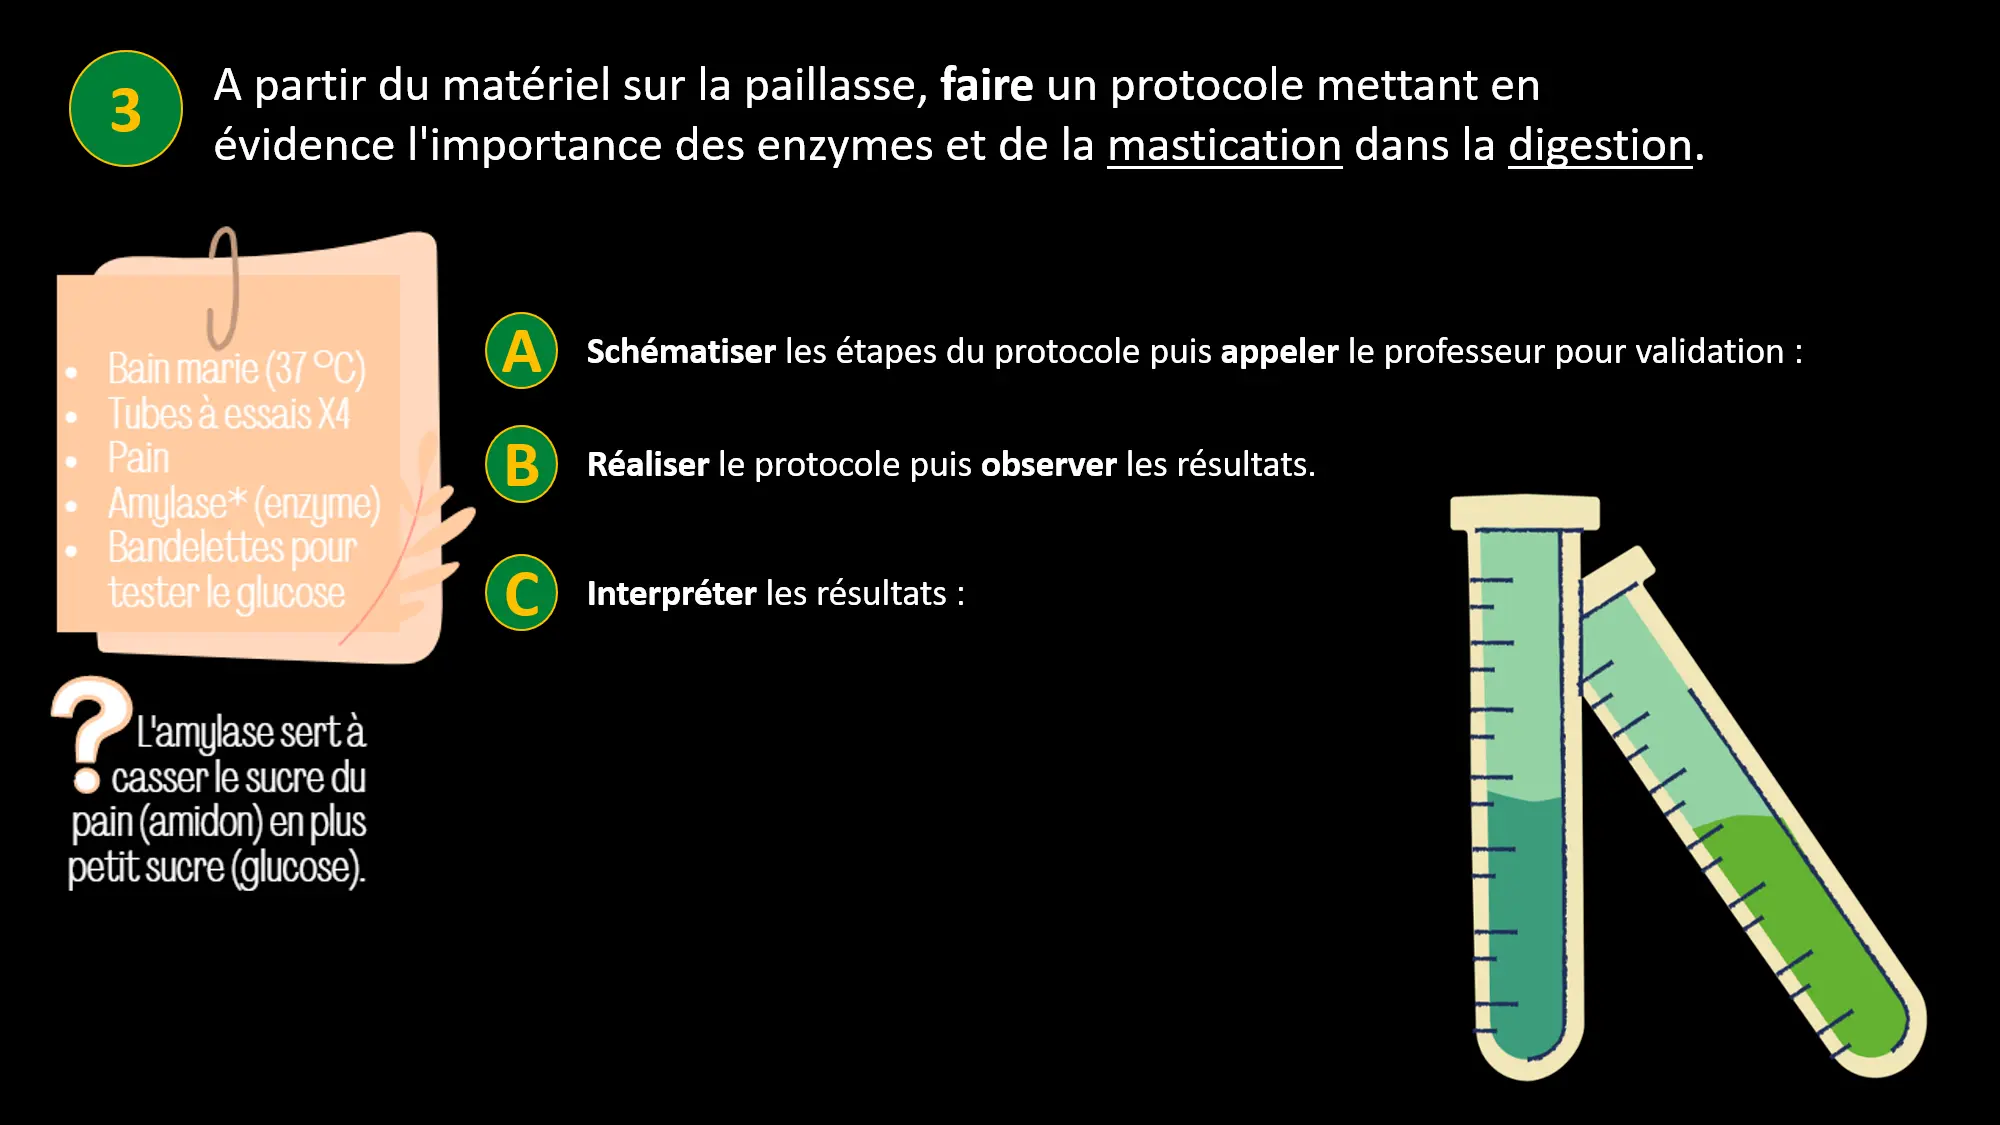 3
A partir du matériel sur la paillasse, faire un protocole mettant en
évidence l'importance des enzymes et de la mastication dans la digestion.
• Bain marie (37 °C)
• Tubes à essais X4
• Pain
• Amylase* (enzyme)
• Bandelettes pour
tester le glucose
? L'amylase sert à
casser le sucre du
pain (amidon) en plus
petit sucre (glucose).
A Schématiser les étapes du protocole puis appeler le professeur pour validation :
B Réaliser le protocole puis observer les résultats.
C Interpréter les résultats :